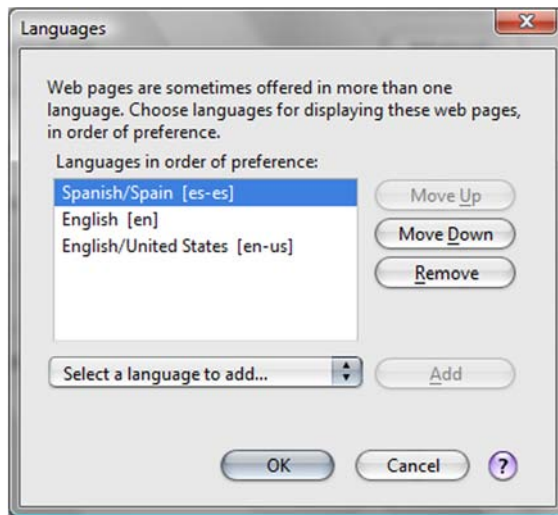 Languages
Web pages are sometimes offered in more than one
language. Choose languages for displaying these web pages,
in order of preference.
Languages in order of preference:
Spanish/Spain [es-es]
English [en]
English/United States [en-us]
Move Up
Move Down
Remove
Select a language to add...
Add
OK
Cancel
?